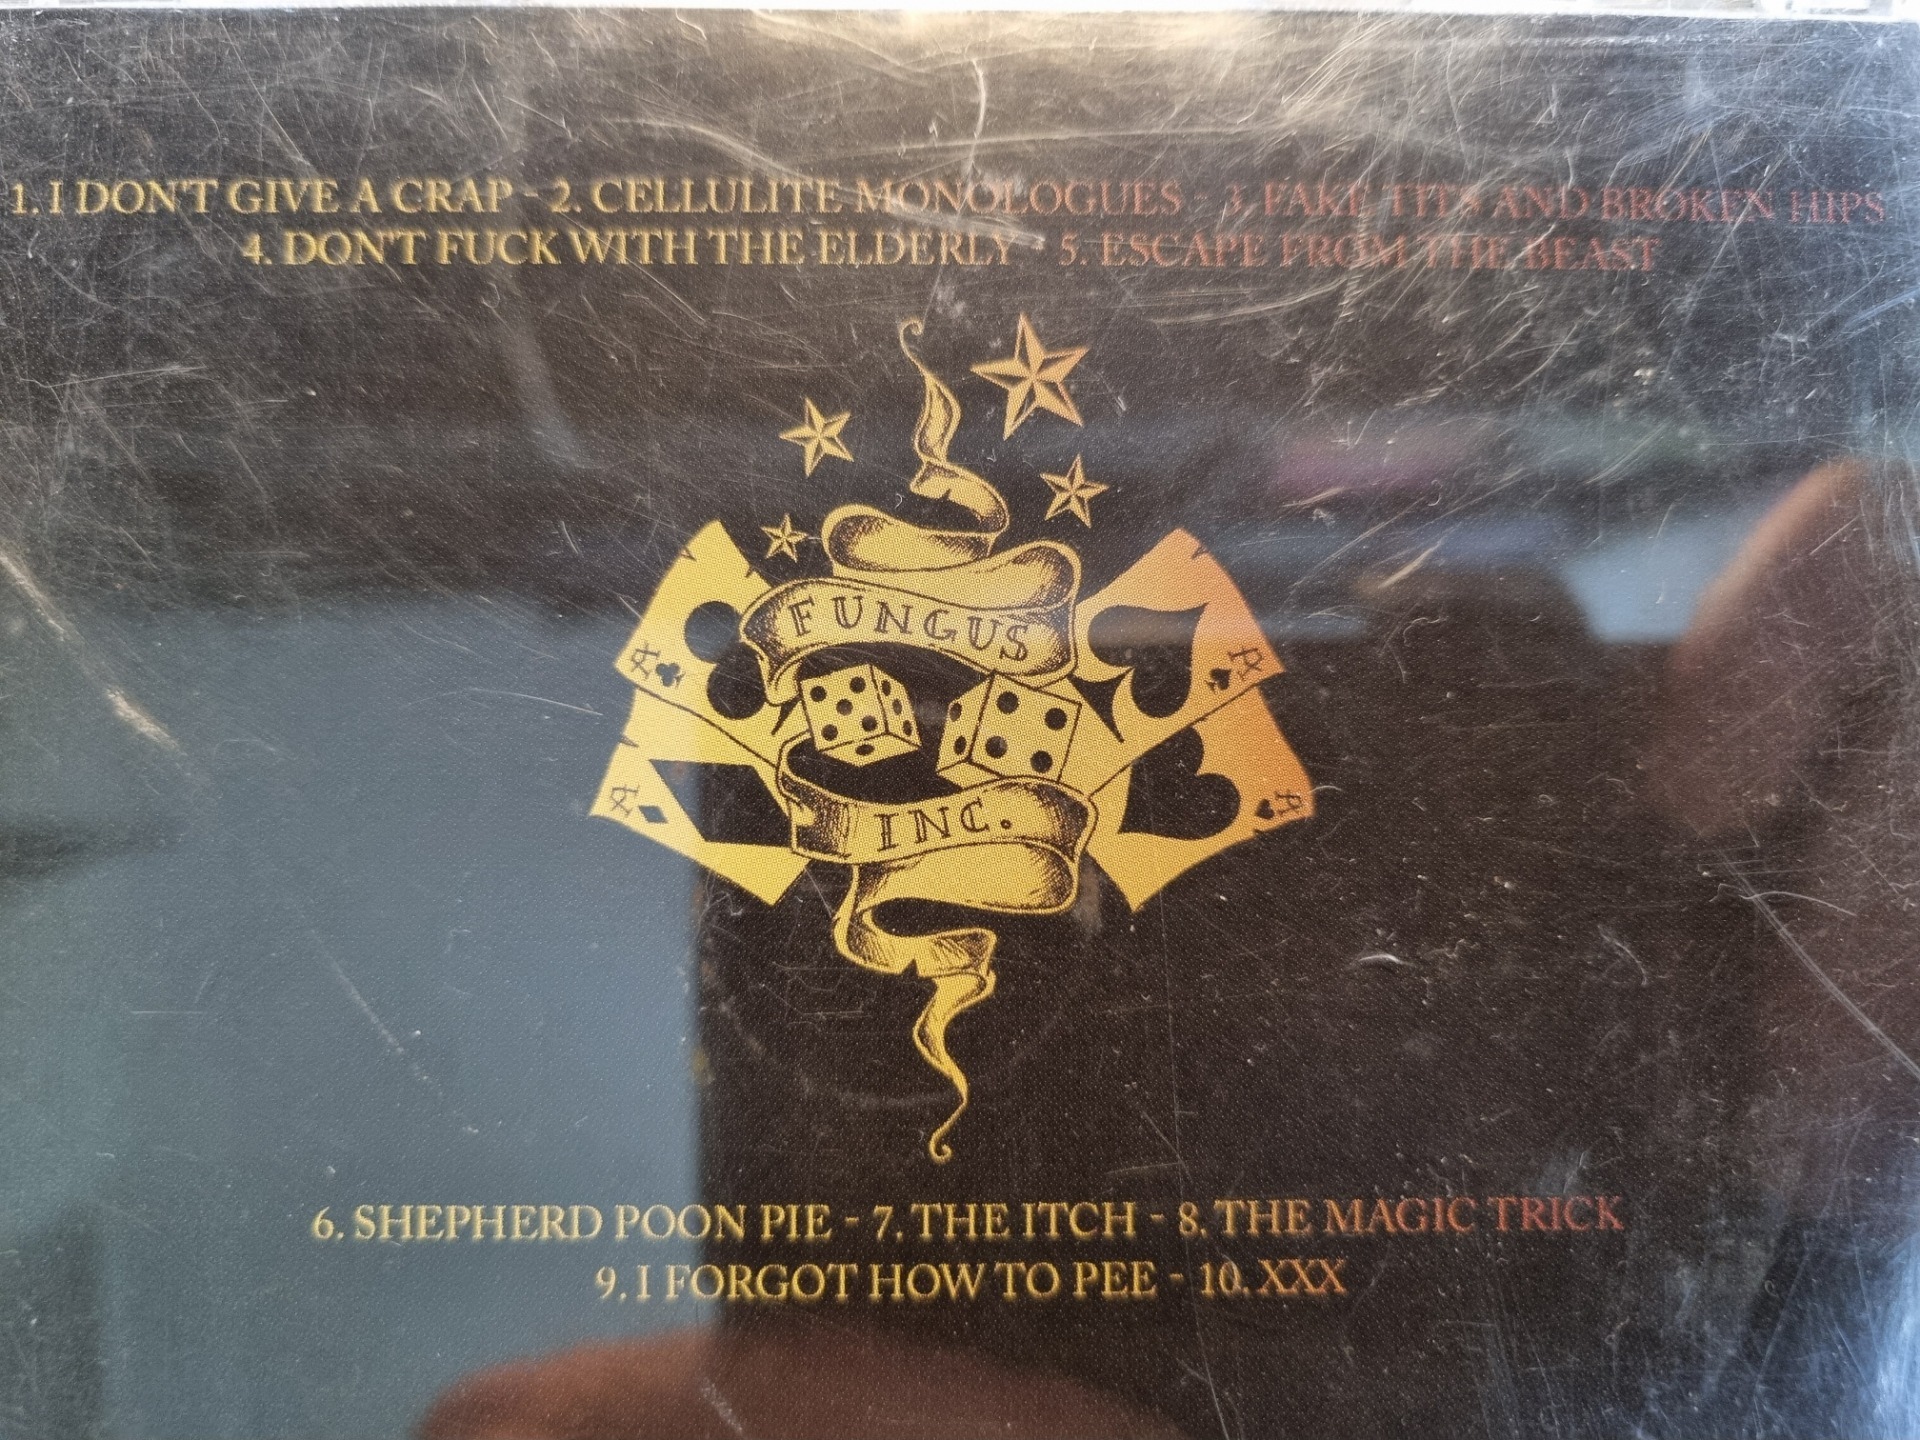 1. I DON'T GIVE A CRAP - 2. CELLULITE MONOLOGUES - 3. FAKE TITS AND BROKEN HIPS
4. DON'T FUCK WITH THE ELDERLY - 5. ESCAPE FROM THE BEAST
FUNGUS
A
A
A
A
INC.
6. SHEPHERD POON PIE - 7. THE ITCH - 8. THE MAGIC TRICK
9. I FORGOT HOW TO PEE - 10. XXX